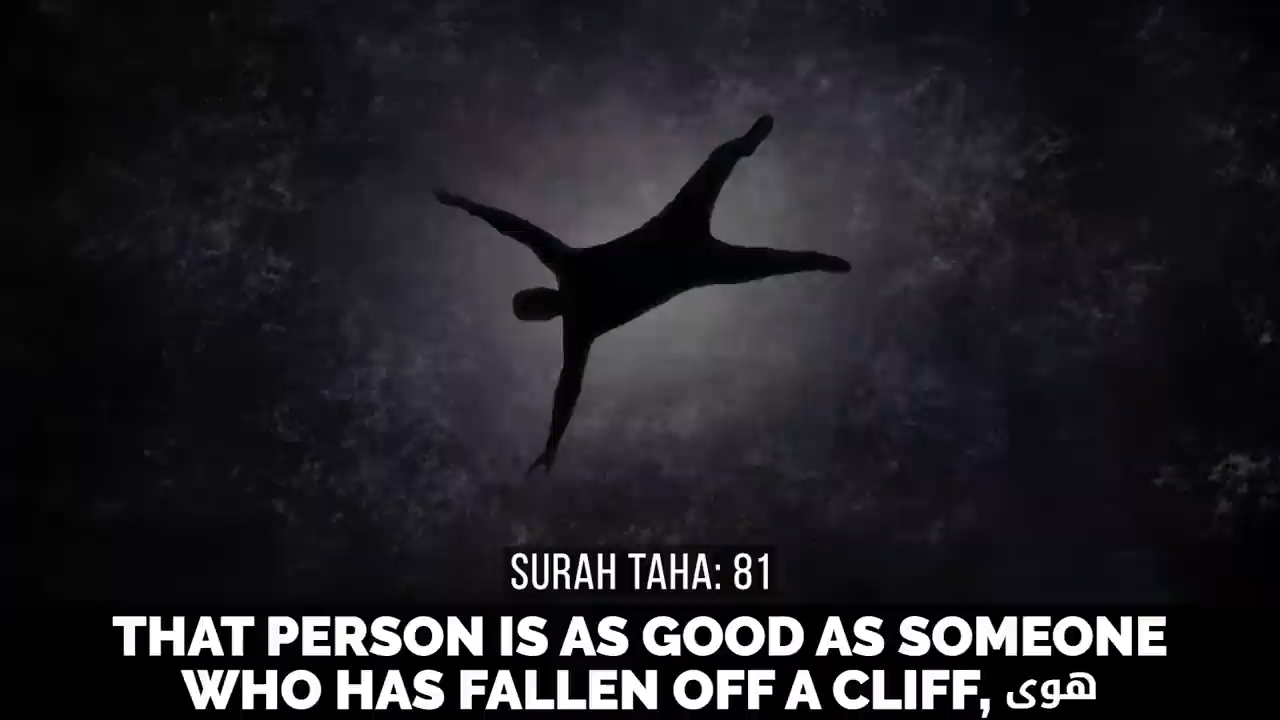 SURAH TAHA: 81
THAT PERSON IS AS GOOD AS SOMEONE
WHO HAS FALLEN OFF A CLIFF, هوى